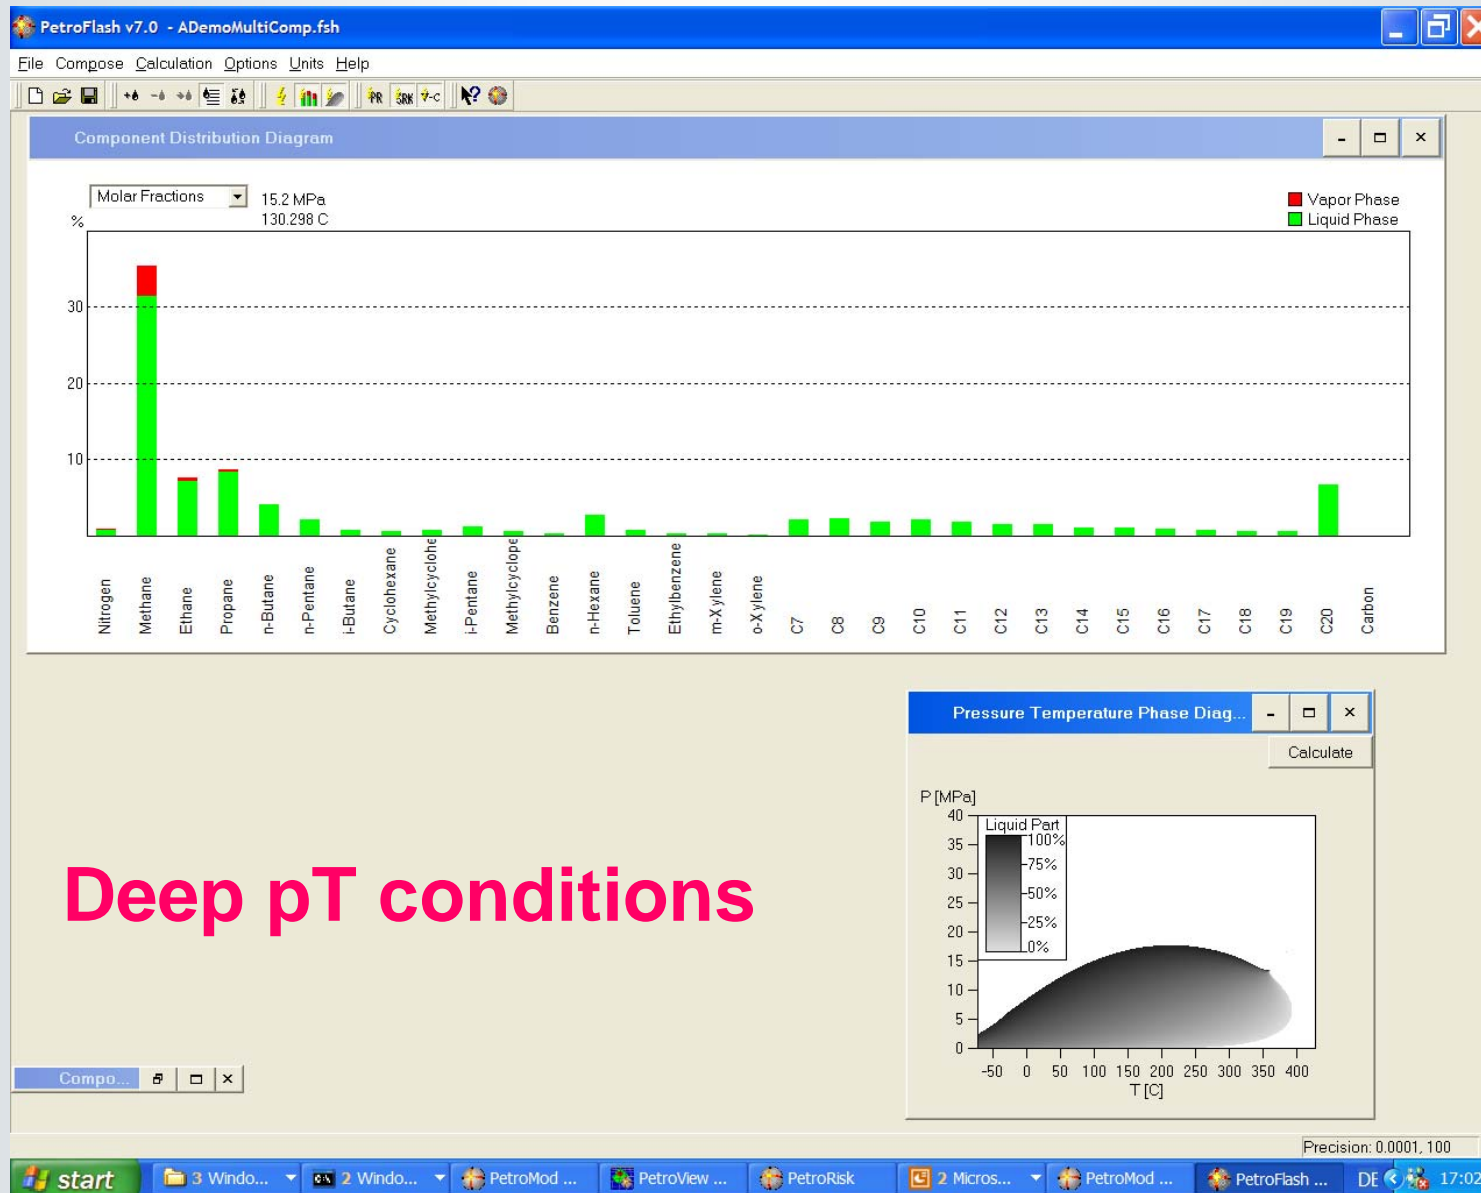 PetroFlash v7.0 - ADemoMultiComp.fsh
File Compose Calculation Options Units Help
PR SRK V-C
Component Distribution Diagram
Molar Fractions 15.2 MPa
130.298 C
%
Vapor Phase
Liquid Phase
30
20
10
Nitrogen
Methane
Ethane
Propane
n-Butane
n-Pentane
i-Butane
Cyclohexane
Methylcyclohe
i-Pentane
Methylcyclope
Benzene
n-Hexane
Toluene
Ethylbenzene
m-Xylene
o-Xylene
C7
C8
C9
C10
C11
C12
C13
C14
C15
C16
C17
C18
C19
C20
Carbon
Pressure Temperature Phase Diag...
Calculate
P [MPa]
40
35
30
25
20
15
10
5
0
Liquid Part
100%
75%
50%
25%
0%
-50 0 50 100 150 200 250 300 350 400
T [C]
Deep pT conditions
Compo...
Precision: 0.0001, 100
start 3 Windo... 2 Windo... PetroMod ... PetroView ... PetroRisk 2 Micros... PetroMod ... PetroFlash ... DE 17:02